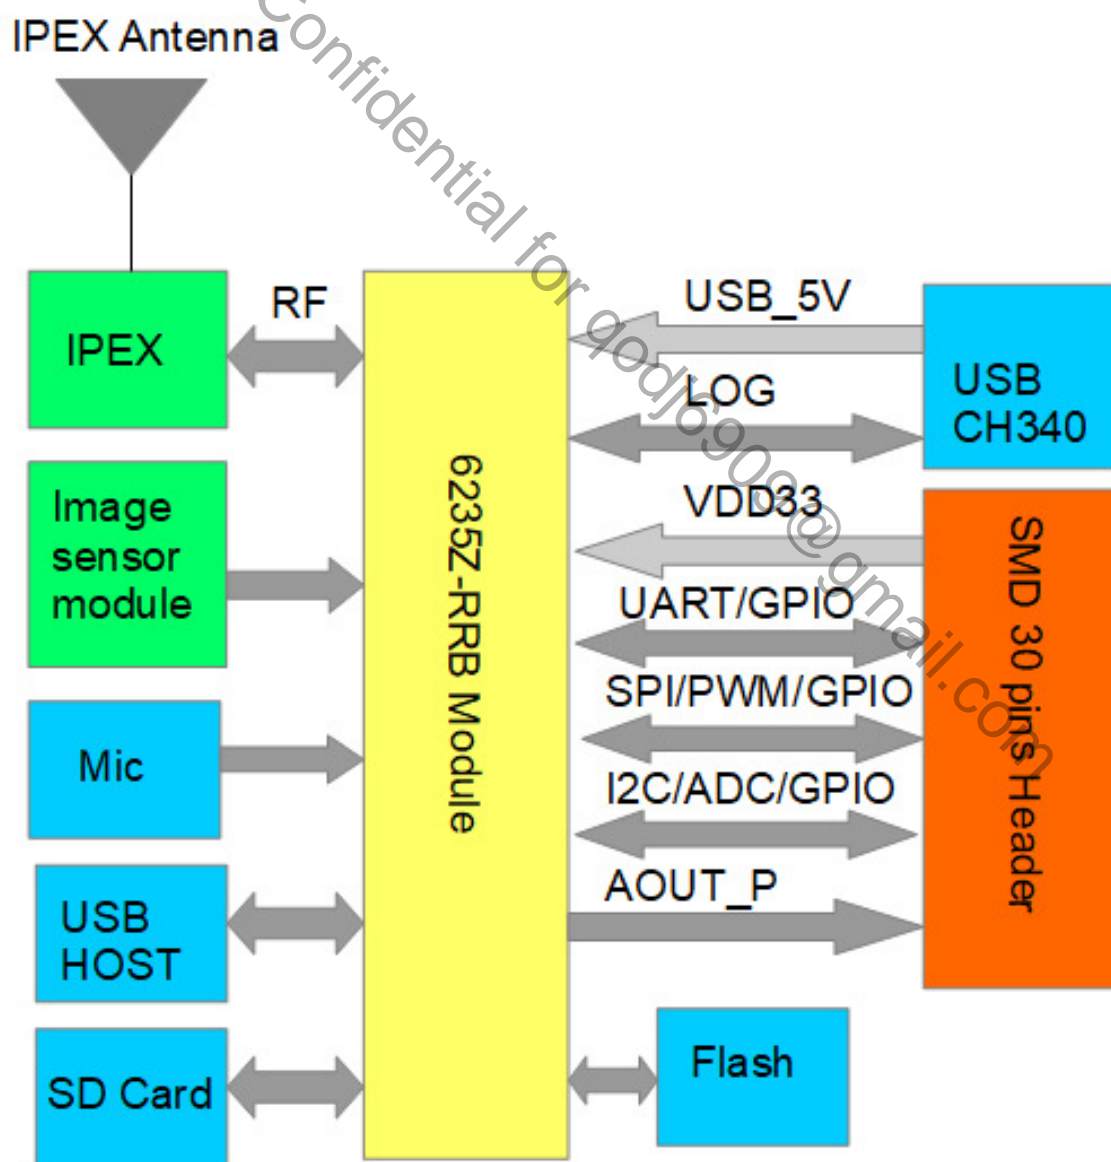 IPEX Antenna
Confidential for qodj6909@gmail.com
IPEX
RF
USB_5V
LOG
USB
CH340
Image
sensor
module
6235Z-RRB Module
VDD33
UART/GPIO
SPI/PWM/GPIO
I2C/ADC/GPIO
AOUT_P
SMD 30 pins Header
Mic
USB
HOST
SD Card
Flash